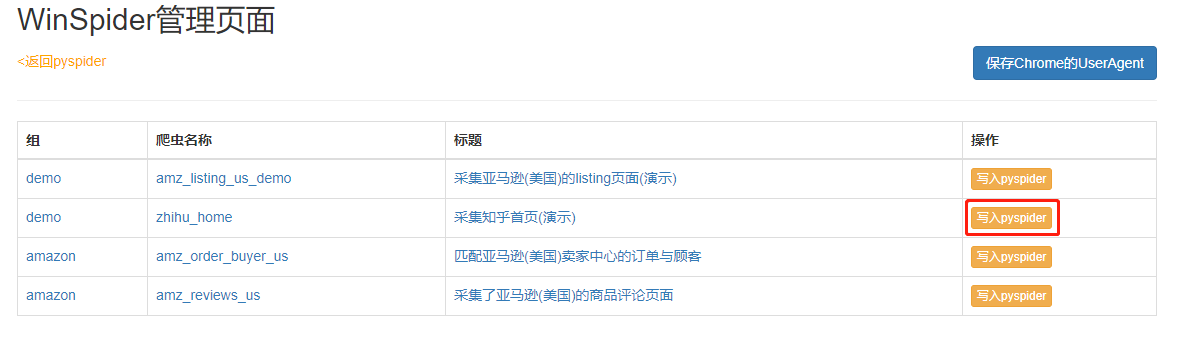 WinSpider管理页面
<返回pyspider 保存Chrome的UserAgent
组 爬虫名称 标题 操作
demo amz_listing_us_demo 采集亚马逊(美国)的listing页面(演示) 写入pyspider
demo zhihu_home 采集知乎首页(演示) 写入pyspider
amazon amz_order_buyer_us 匹配亚马逊(美国)卖家中心的订单与顾客 写入pyspider
amazon amz_reviews_us 采集了亚马逊(美国)的商品评论页面 写入pyspider